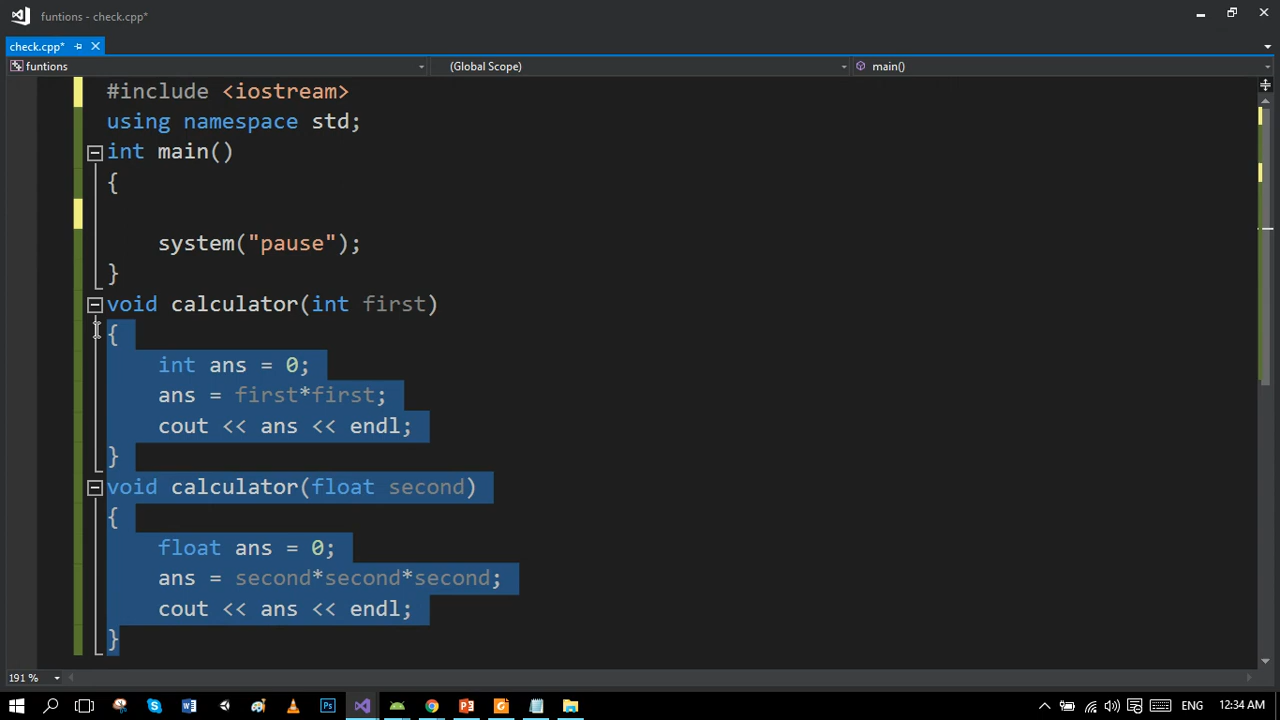 funtions - check.cpp*
check.cpp*
funtions (Global Scope) main()
#include <iostream>
using namespace std;
int main()
{
system("pause");
}
void calculator(int first)
{
int ans = 0;
ans = first*first;
cout << ans << endl;
}
void calculator(float second)
{
float ans = 0;
ans = second*second*second;
cout << ans << endl;
}
191 %
ENG 12:34 AM